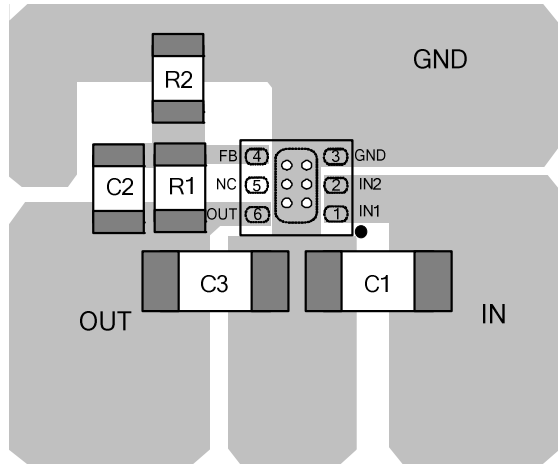 GND
R2
FB 4 3 GND
C2 R1 NC 5 2 IN2
OUT 6 1 IN1
C3 C1
OUT IN